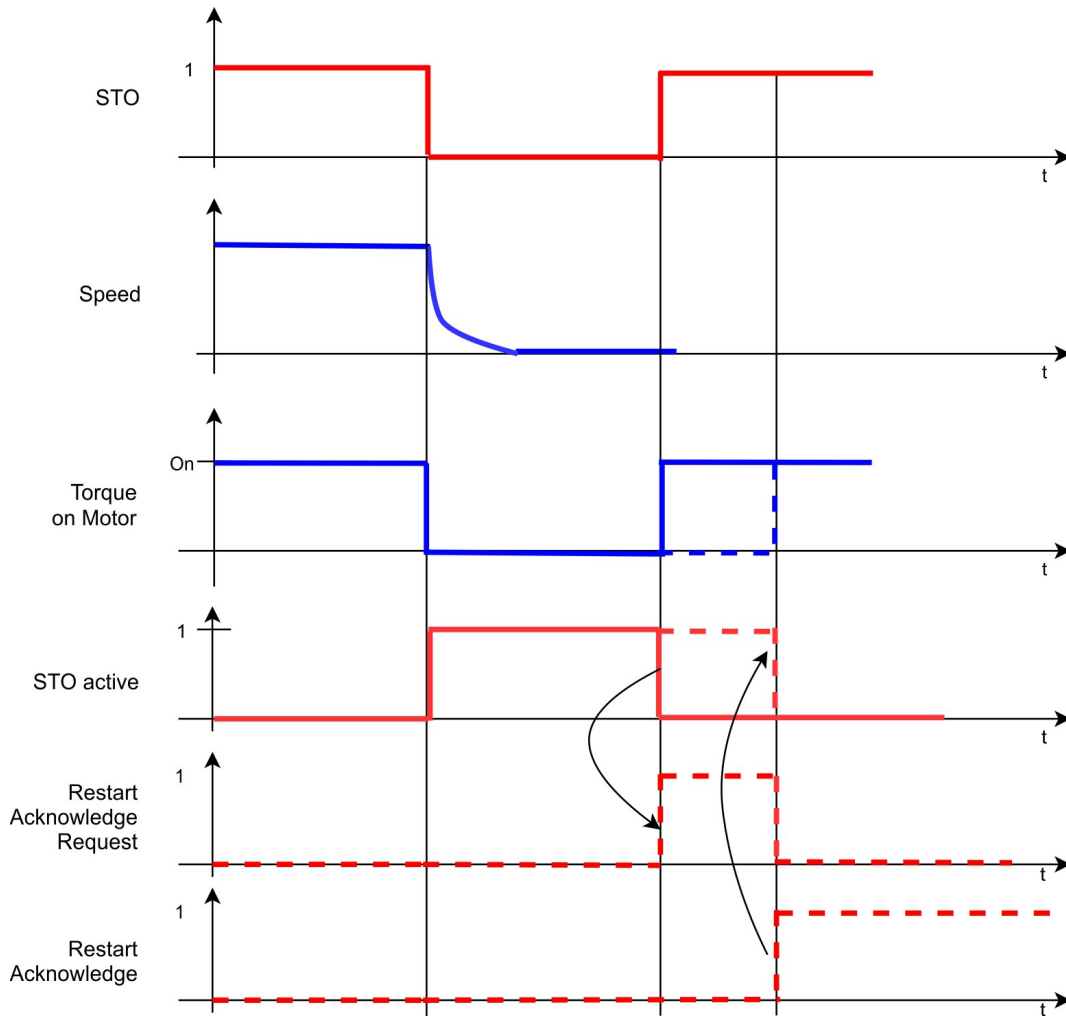 1
STO
t
Speed
t
On
Torque
on Motor
t
1
STO active
t
1
Restart
Acknowledge
Request
t
1
Restart
Acknowledge
t